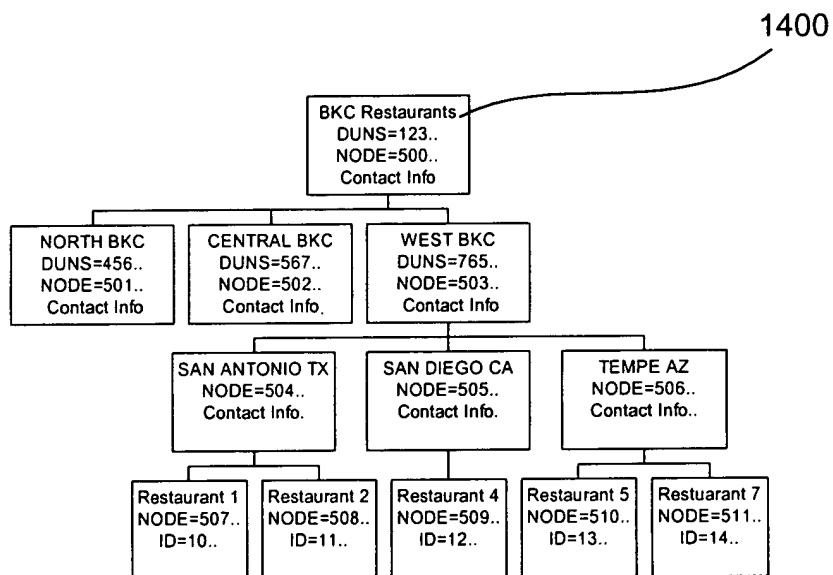 1400
BKC Restaurants
DUNS=123..
NODE=500..
Contact Info
NORTH BKC
DUNS=456..
NODE=501..
Contact Info
CENTRAL BKC
DUNS=567..
NODE=502..
Contact Info.
WEST BKC
DUNS=765..
NODE=503..
Contact Info
SAN ANTONIO TX
NODE=504..
Contact Info.
SAN DIEGO CA
NODE=505..
Contact Info.
TEMPE AZ
NODE=506..
Contact Info..
Restaurant 1
NODE=507..
ID=10..
Restaurant 2
NODE=508..
ID=11..
Restaurant 4
NODE=509..
ID=12..
Restaurant 5
NODE=510..
ID=13..
Restuarant 7
NODE=511..
ID=14..